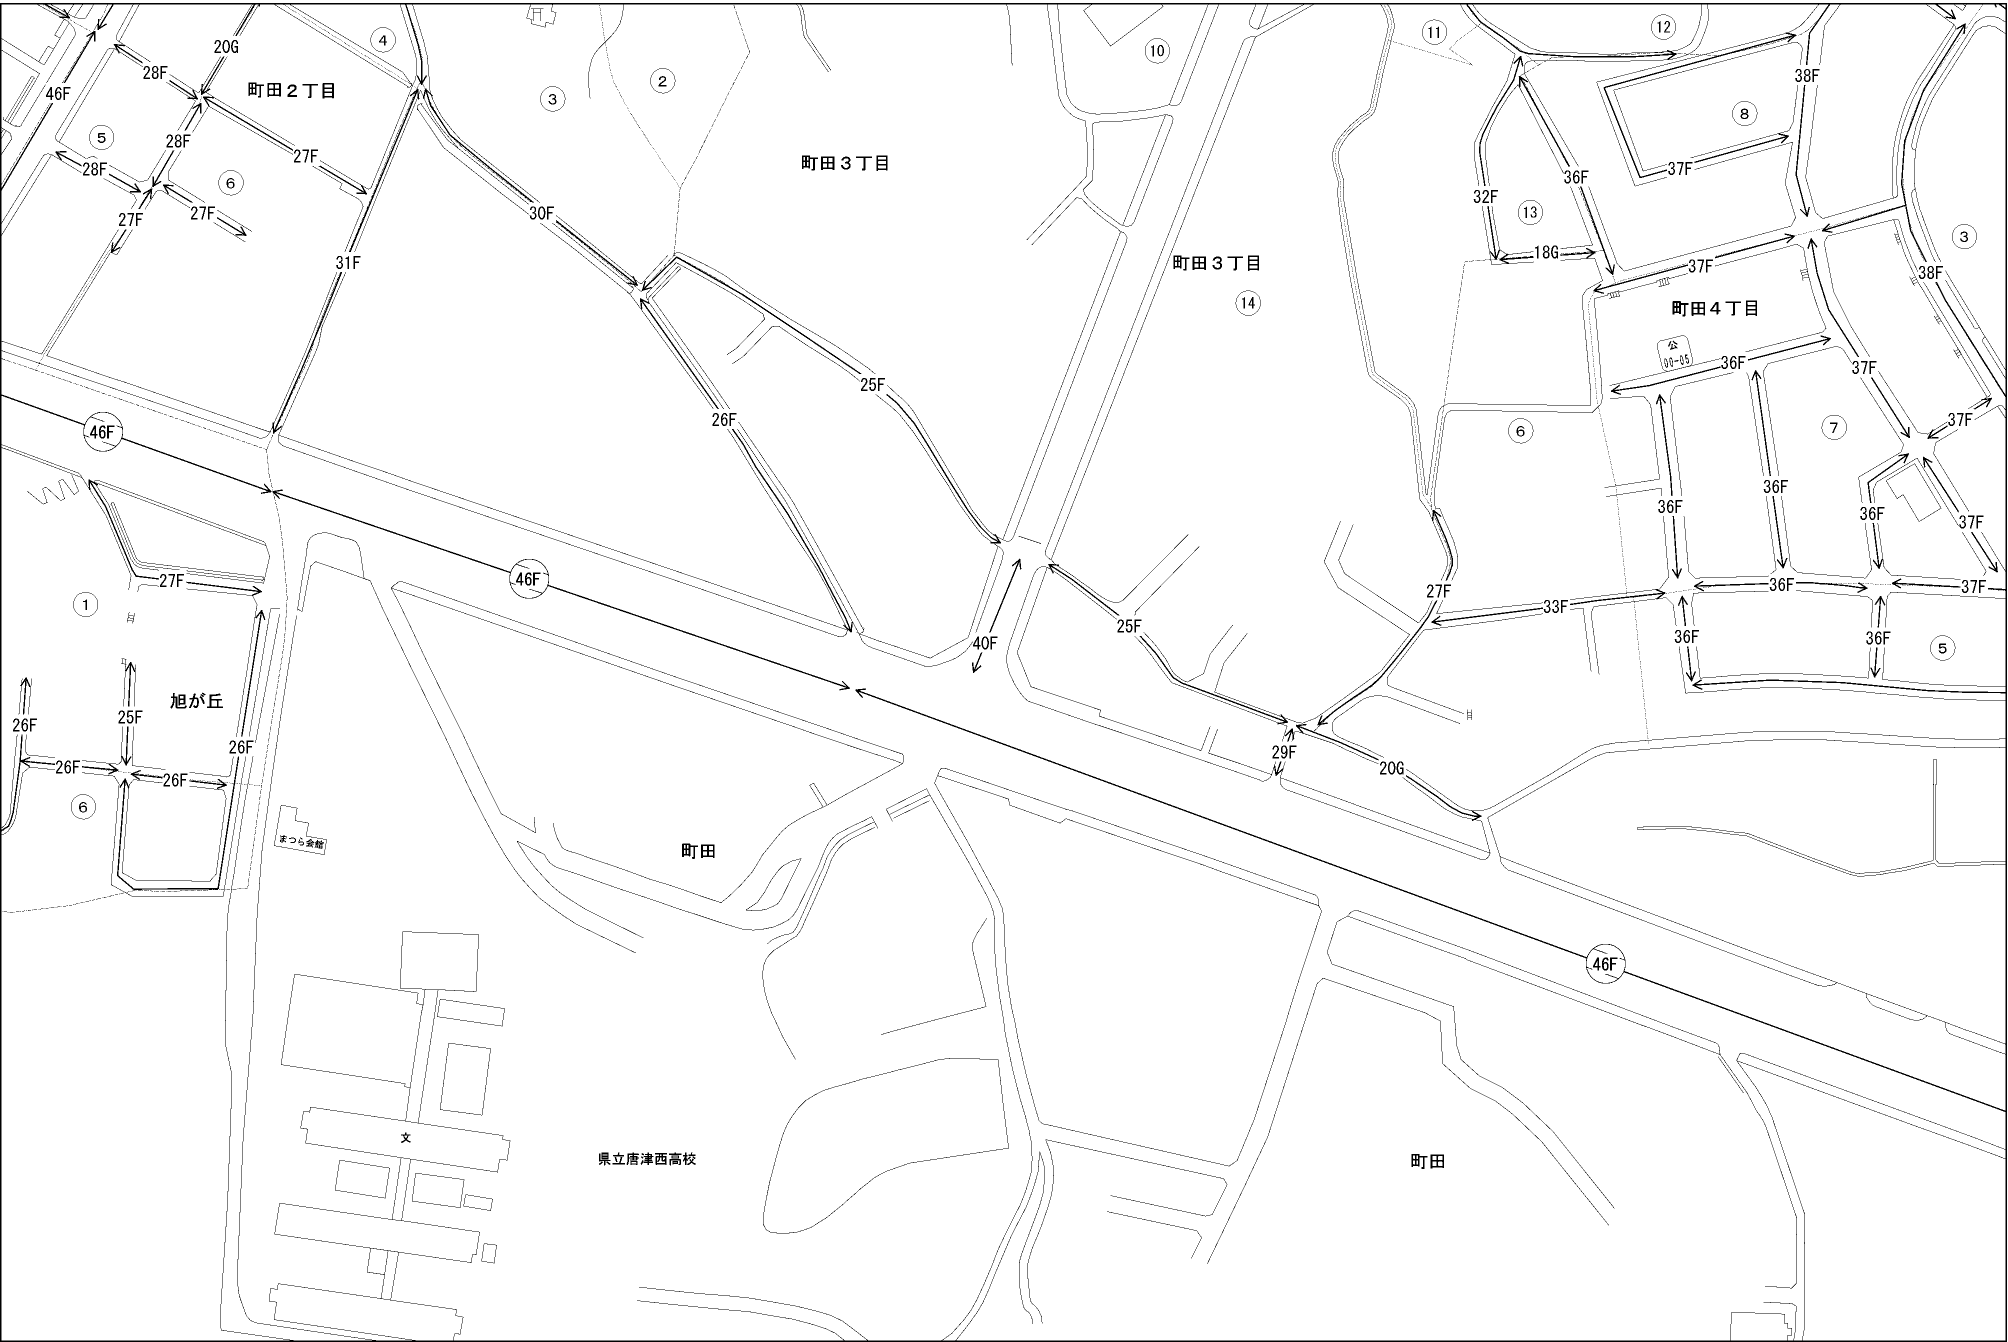 ④
⑪
⑫
20G
10
28F
46F
町田２丁目
③
②
38F
⑧
⑤
28F
27F
町田３丁目
28F
⑥
37F
36F
27F
27F
30F
32F
⑬
③
18G
31F
町田３丁目
37F
38F
⑭
町田４丁目
公
00-05
36F
37F
25F
26F
46F
⑥
⑦
37F
36F
36F
36F
37F
46F
27F
27F
36F
37F
①
33F
25F
36F
36F
40F
⑤
旭が丘
25F
26F
26F
29F
26F
26F
20G
⑥
まつら会館
町田
46F
文
県立唐津西高校
町田